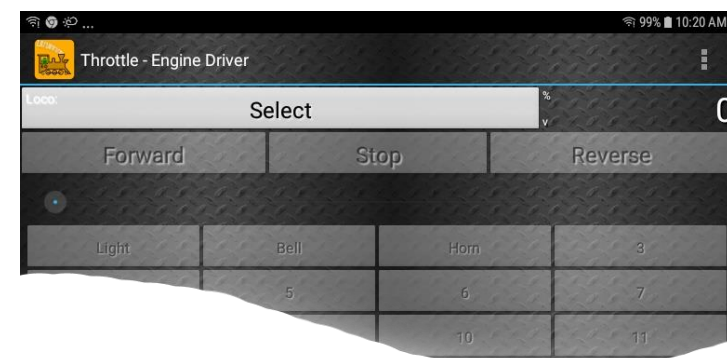 ... 99% 10:20 AM
Throttle - Engine Driver
Loco: Select % v 0
Forward Stop Reverse
Light Bell Horn 3
5 6 7
10 11